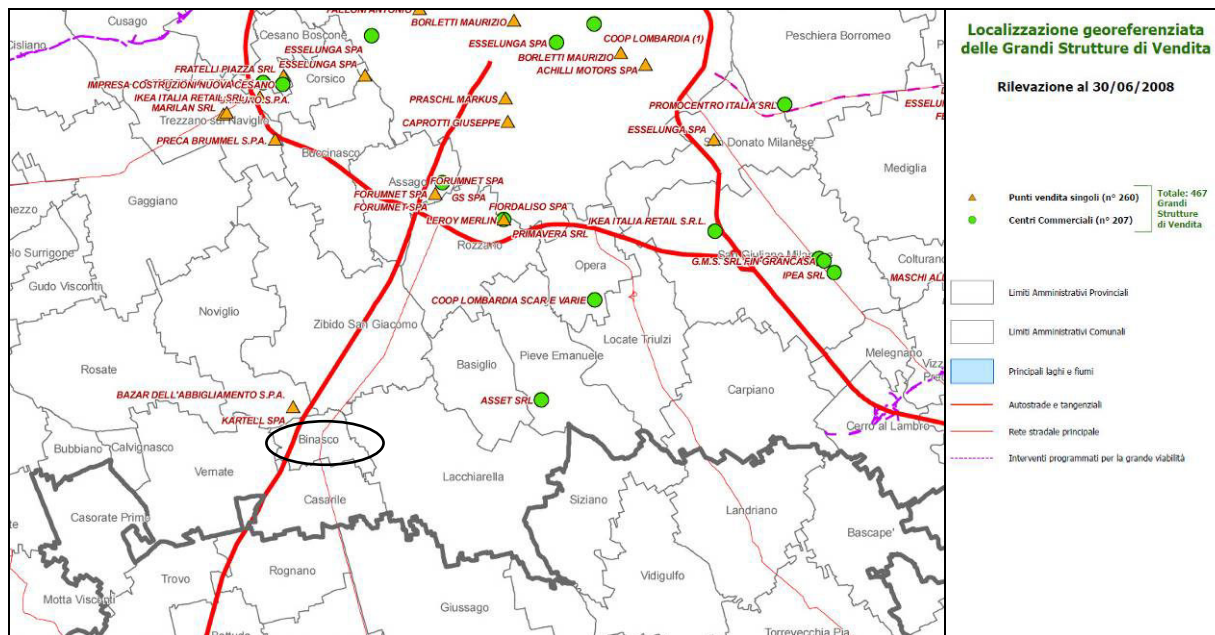 Cusago
Cisliano
Cesano Boscone
BORLETTI MAURIZIO
ESSELUNGA SPA
ESSELUNGA SPA
COOP LOMBARDIA (1)
Peschiera Borromeo
BORLETTI MAURIZIO
ACHILLI MOTORS SPA
FRATELLI PIAZZA SRL
ESSELUNGA SPA
Corsico
IMPRESA COSTRUZIONI NUOVA CESANO
IKEA ITALIA RETAIL SRL
MARILAN SRL
Trezzano sul Naviglio
PRASCHL MARKUS
PROMOCENTRO ITALIA SRL
CAPROTTI GIUSEPPE
ESSELUNGA SPA
San Donato Milanese
PRECA BRUMMEL S.P.A.
Buccinasco
Mediglia
Assago
FORUMNET SPA
FORUMNET SPA
GS SPA
FORUMNET SPA
FIORDALISO SPA
Gaggiano
LEROY MERLIN
PRIMAVERA SRL
IKEA ITALIA RETAIL S.R.L.
Rozzano
Opera
San Giuliano Milanese
G.M.S. SRL EIN GRANCASA
IPEA SRL
Colturano
Gudo Visconti
Noviglio
COOP LOMBARDIA SCAR E VARIE
Zibido San Giacomo
Locate Triulzi
Pieve Emanuele
Basiglio
Melegnano
Rosate
Carpiano
BAZAR DELL'ABBIGLIAMENTO S.P.A.
KARTELL SPA
ASSET SRL
Cerro al Lambro
Binasco
Bubbiano
Calvignasco
Vernate
Lacchiarella
Casarile
Siziano
Landriano
Casorate Primo
Bascape'
Trovo
Rognano
Vidigulfo
Motta Visconti
Giussago
Torrevecchia Pia
Localizzazione georeferenziata
delle Grandi Strutture di Vendita
Rilevazione al 30/06/2008
Punti vendita singoli (n° 260)
Centri Commerciali (n° 207)
Totale: 467
Grandi
Strutture
di Vendita
Limiti Amministrativi Provinciali
Limiti Amministrativi Comunali
Principali laghi e fiumi
Autostrade e tangenziali
Rete stradale principale
Interventi programmati per la grande viabilità